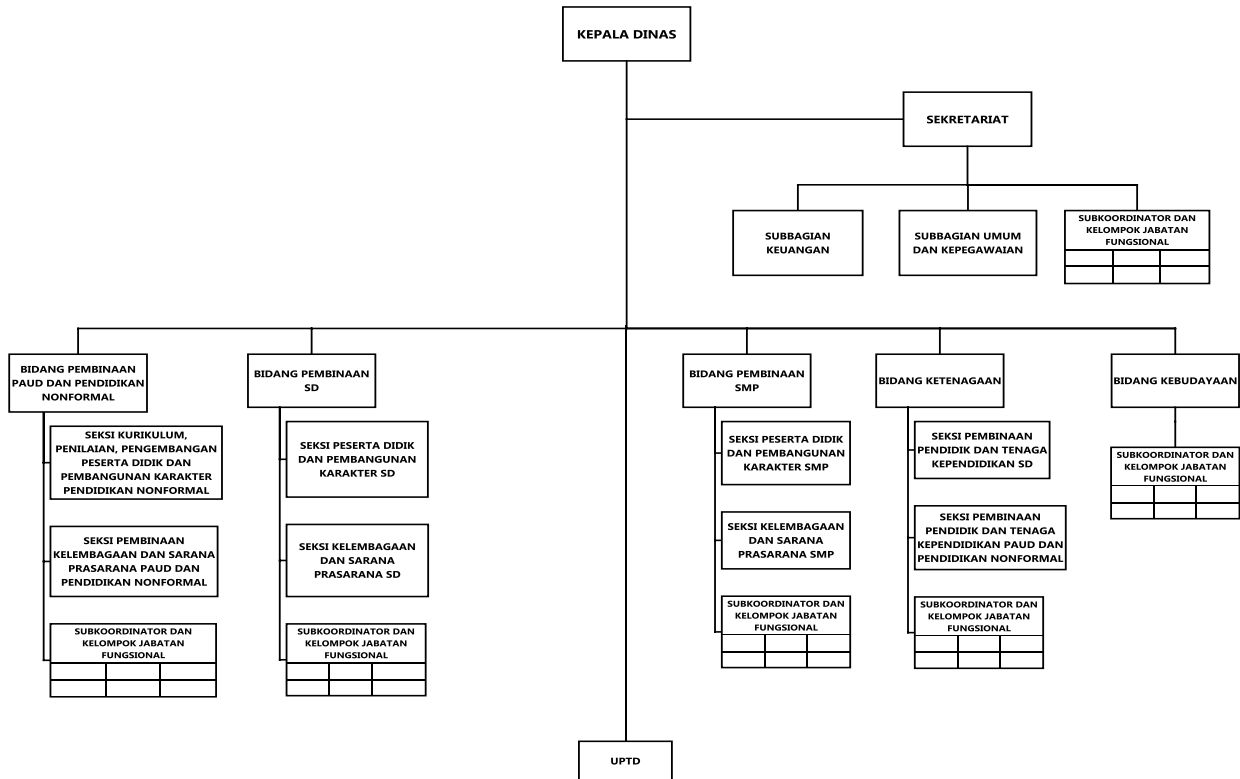 KEPALA DINAS
SEKRETARIAT
SUBBAGIAN
KEUANGAN
SUBBAGIAN UMUM
DAN KEPEGAWAIAN
SUBKOORDINATOR DAN
KELOMPOK JABATAN
FUNGSIONAL
BIDANG PEMBINAAN
PAUD DAN PENDIDIKAN
NONFORMAL
SEKSI KURIKULUM,
PENILAIAN, PENGEMBANGAN
PESERTA DIDIK DAN
PEMBANGUNAN KARAKTER
PENDIDIKAN NONFORMAL
SEKSI PEMBINAAN
KELEMBAGAAN DAN SARANA
PRASARANA PAUD DAN
PENDIDIKAN NONFORMAL
SUBKOORDINATOR DAN
KELOMPOK JABATAN
FUNGSIONAL
BIDANG PEMBINAAN
SD
SEKSI PESERTA DIDIK
DAN PEMBANGUNAN
KARAKTER SD
SEKSI KELEMBAGAAN
DAN SARANA
PRASARANA SD
SUBKOORDINATOR DAN
KELOMPOK JABATAN
FUNGSIONAL
BIDANG PEMBINAAN
SMP
SEKSI PESERTA DIDIK
DAN PEMBANGUNAN
KARAKTER SMP
SEKSI KELEMBAGAAN
DAN SARANA
PRASARANA SMP
SUBKOORDINATOR DAN
KELOMPOK JABATAN
FUNGSIONAL
BIDANG KETENAGAAN
SEKSI PEMBINAAN
PENDIDIK DAN TENAGA
KEPENDIDIKAN SD
SEKSI PEMBINAAN
PENDIDIK DAN TENAGA
KEPENDIDIKAN PAUD DAN
PENDIDIKAN NONFORMAL
SUBKOORDINATOR DAN
KELOMPOK JABATAN
FUNGSIONAL
BIDANG KEBUDAYAAN
SUBKOORDINATOR DAN
KELOMPOK JABATAN
FUNGSIONAL
UPTD